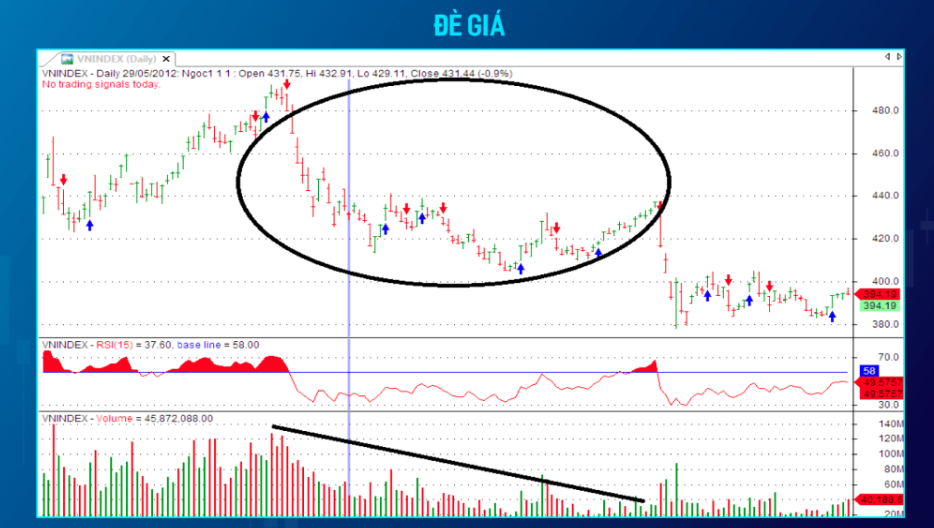 ĐÈ GIÁ
VNINDEX (Daily)
VNINDEX - Daily 29/05/2012: Ngoc1 1 1 : Open 431.75, Hi 432.91, Lo 429.11, Close 431.44 (-0.9%)
No trading signals today.
480.0
460.0
440.0
420.0
400.0
394.19
394.19
380.0
VNINDEX - RSI(15) = 37.60, base line = 58.00
70.0
58
49.5757
49.5757
30.0
VNINDEX - Volume = 45,872,088.00
140M
120M
100M
80M
60M
20M